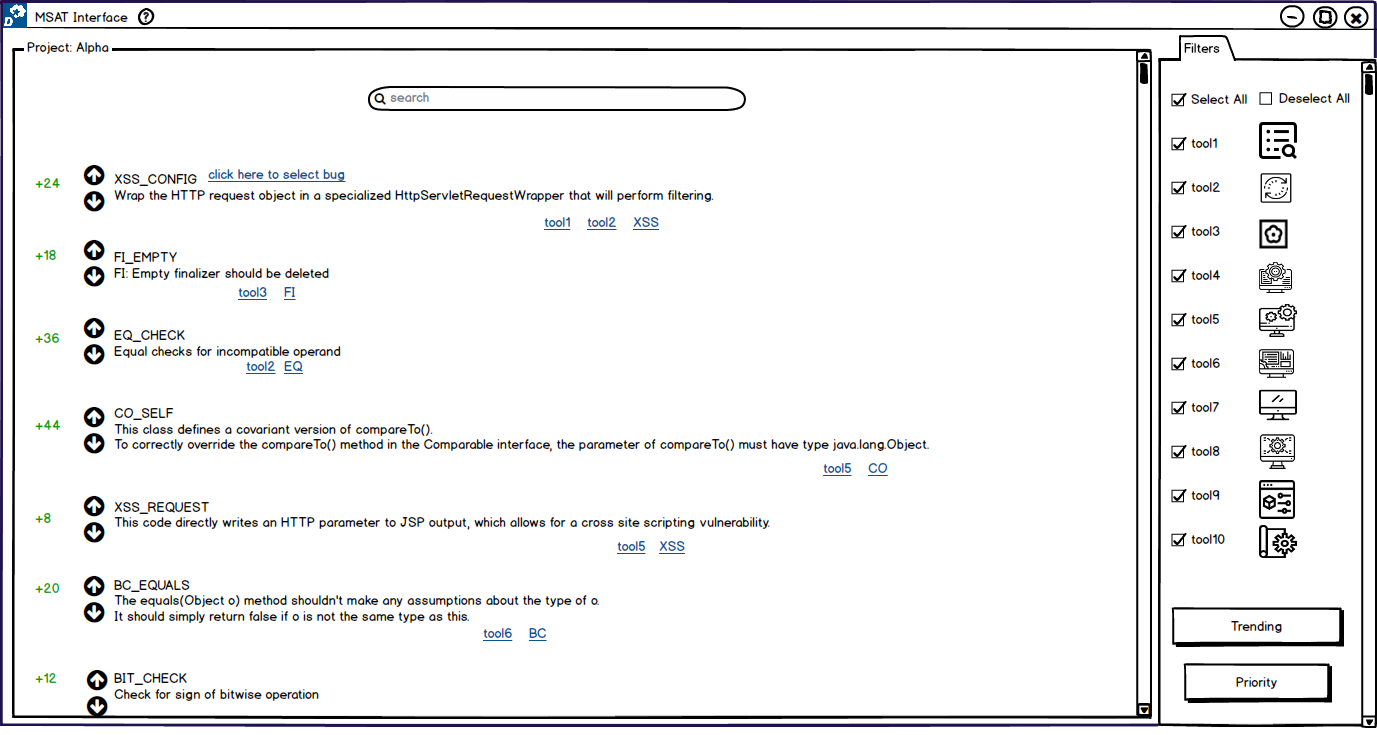 D
MSAT Interface ?
Project: Alpha
search
+24
XSS_CONFIG click here to select bug
Wrap the HTTP request object in a specialized HttpServletRequestWrapper that will perform filtering.
tool1 tool2 XSS
+18
FI_EMPTY
FI: Empty finalizer should be deleted
tool3 FI
+36
EQ_CHECK
Equal checks for incompatible operand
tool2 EQ
+44
CO_SELF
This class defines a covariant version of compareTo().
To correctly override the compareTo() method in the Comparable interface, the parameter of compareTo() must have type java.lang.Object.
tool5 CO
+8
XSS_REQUEST
This code directly writes an HTTP parameter to JSP output, which allows for a cross site scripting vulnerability.
tool5 XSS
+20
BC_EQUALS
The equals(Object o) method shouldn't make any assumptions about the type of o.
It should simply return false if o is not the same type as this.
tool6 BC
+12
BIT_CHECK
Check for sign of bitwise operation
Filters
Select All Deselect All
tool1
tool2
tool3
tool4
tool5
tool6
tool7
tool8
tool9
tool10
Trending
Priority